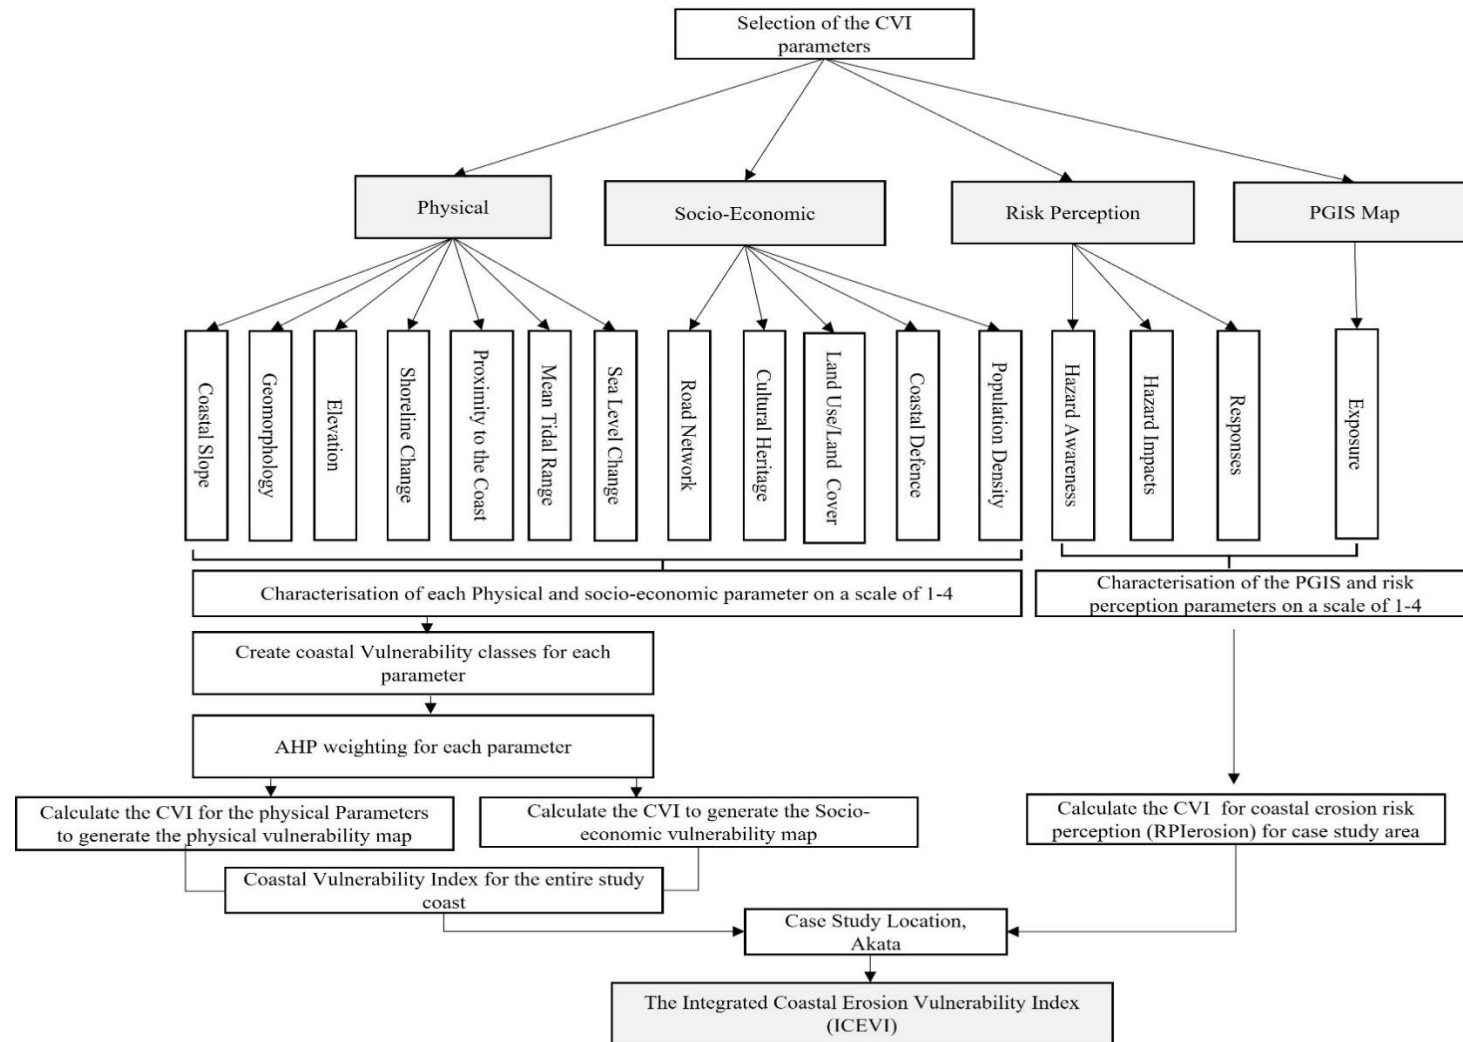 Selection of the CVI
parameters
Physical
Socio-Economic
Risk Perception
PGIS Map
Coastal Slope
Geomorphology
Elevation
Shoreline Change
Proximity to the
Coast
Mean Tidal Range
Sea Level Change
Road Network
Cultural Heritage
Land Use/Land Cover
Coastal Defence
Population Density
Hazard Awareness
Hazard Impacts
Responses
Exposure
Characterisation of each Physical and socio-economic parameter on a scale of 1-4
Characterisation of the PGIS and risk
perception parameters on a scale of 1-4
Create coastal Vulnerability classes for each
parameter
AHP weighting for each parameter
Calculate the CVI for the physical Parameters
to generate the physical vulnerability map
Calculate the CVI to generate the Socio-
economic vulnerability map
Calculate the CVI for coastal erosion risk
perception (RPIerosion) for case study area
Coastal Vulnerability Index for the entire study
coast
Case Study Location,
Akata
The Integrated Coastal Erosion Vulnerability Index
(ICEVI)